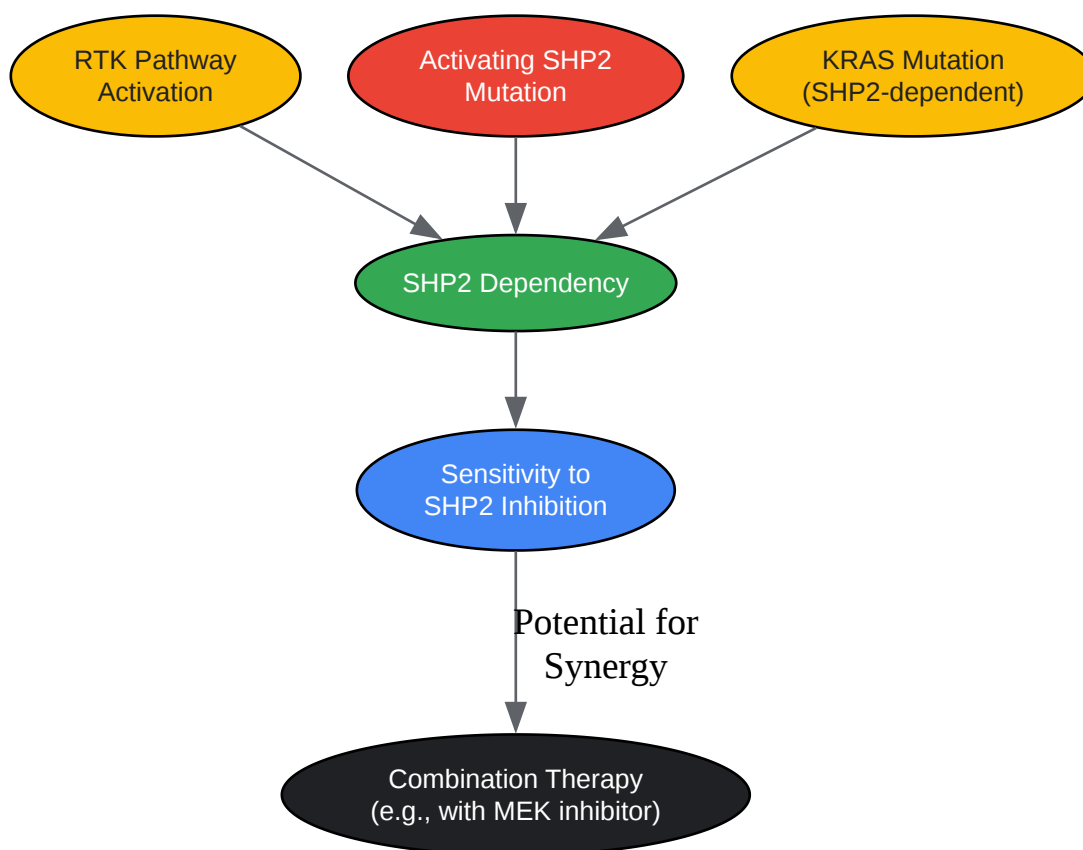 RTK Pathway
Activation
Activating SHP2
Mutation
KRAS Mutation
(SHP2-dependent)
SHP2 Dependency
Sensitivity to
SHP2 Inhibition
Potential for
Synergy
Combination Therapy
(e.g., with MEK inhibitor)